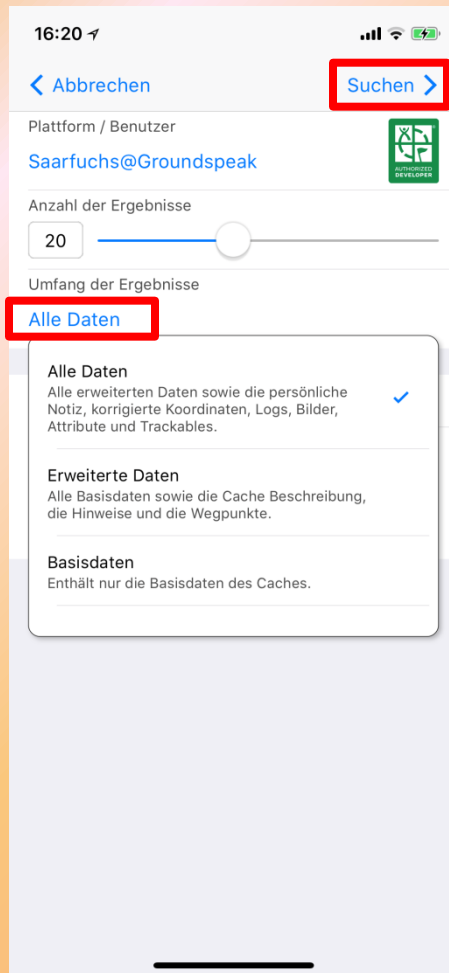 16:20
Abbrechen
Suchen
Plattform / Benutzer
Saarfuchs@Groundspeak
AUTHORIZED
DEVELOPER
Anzahl der Ergebnisse
20
Umfang der Ergebnisse
Alle Daten
Alle Daten
Alle erweiterten Daten sowie die persönliche
Notiz, korrigierte Koordinaten, Logs, Bilder,
Attribute und Trackables.
Erweiterte Daten
Alle Basisdaten sowie die Cache Beschreibung,
die Hinweise und die Wegpunkte.
Basisdaten
Enthält nur die Basisdaten des Caches.